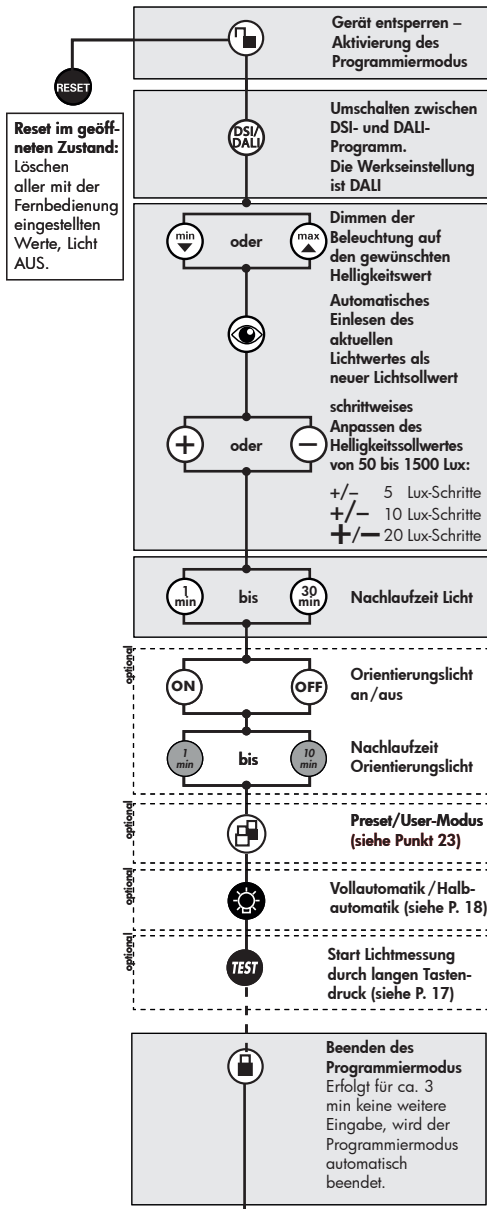 Gerät entsperren –
Aktivierung des
Programmiermodus
RESET
Reset im geöff-
neten Zustand:
Löschen
aller mit der
Fernbedienung
eingestellten
Werte, Licht
AUS.
DSI/
DALI
Umschalten zwischen
DSI- und DALI-
Programm.
Die Werkseinstellung
ist DALI
min
oder
max
Dimmen der
Beleuchtung auf
den gewünschten
Helligkeitswert
Automatisches
Einlesen des
aktuellen
Lichtwertes als
neuer Lichtsollwert
+
oder
–
schrittweises
Anpassen des
Helligkeitssollwertes
von 50 bis 1500 Lux:
+/– 5 Lux-Schritte
+/– 10 Lux-Schritte
+/– 20 Lux-Schritte
1
min
bis
30
min
Nachlaufzeit Licht
optional
ON
OFF
Orientierungslicht
an/aus
1
min
bis
10
min
Nachlaufzeit
Orientierungslicht
optional
Preset/User-Modus
(siehe Punkt 23)
optional
Vollautomatik/Halb-
automatik (siehe P. 18)
optional
TEST
Start Lichtmessung
durch langen Tasten-
druck (siehe P. 17)
Beenden des
Programmiermodus
Erfolgt für ca. 3
min keine weitere
Eingabe, wird der
Programmiermodus
automatisch
beendet.